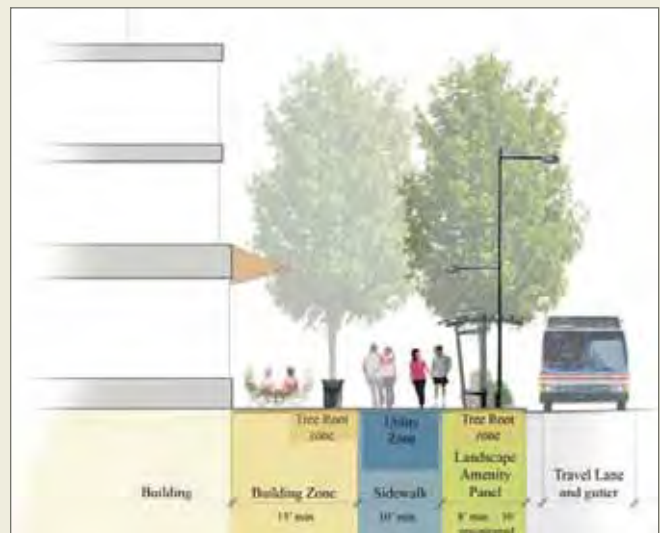 Tree Root
zone
Utility
Zone
Tree Root
zone
Building
Building Zone
Sidewalk
Landscape
Amenity
Panel
Travel Lane
and gutter
15' min
10' min
8' min